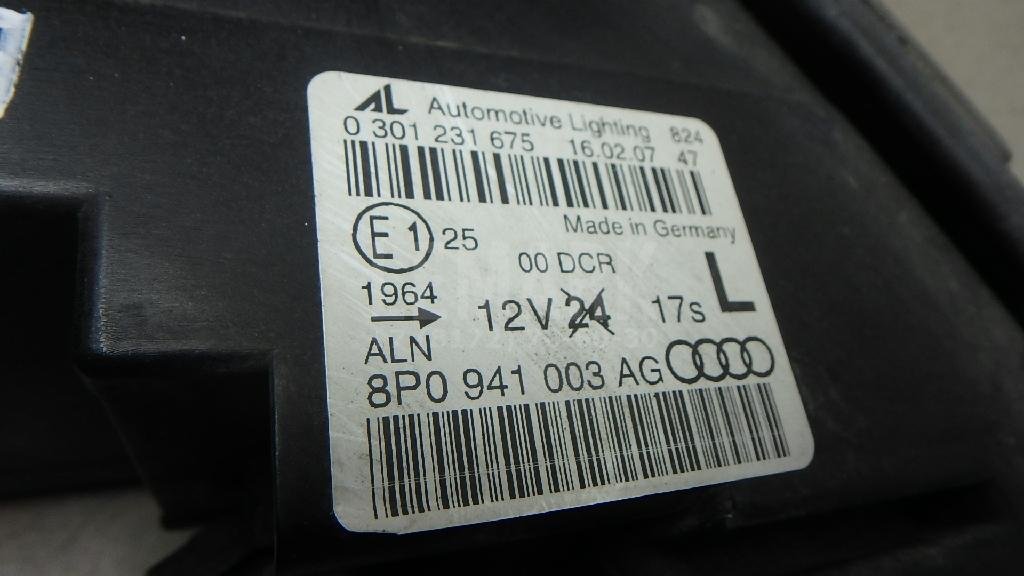 AL Automotive Lighting 824
0 301 231 675 16.02.07 47
Made in Germany
E1 25
00 DCR
1964 12V 24 17s L
ALN
8P0 941 003 AG